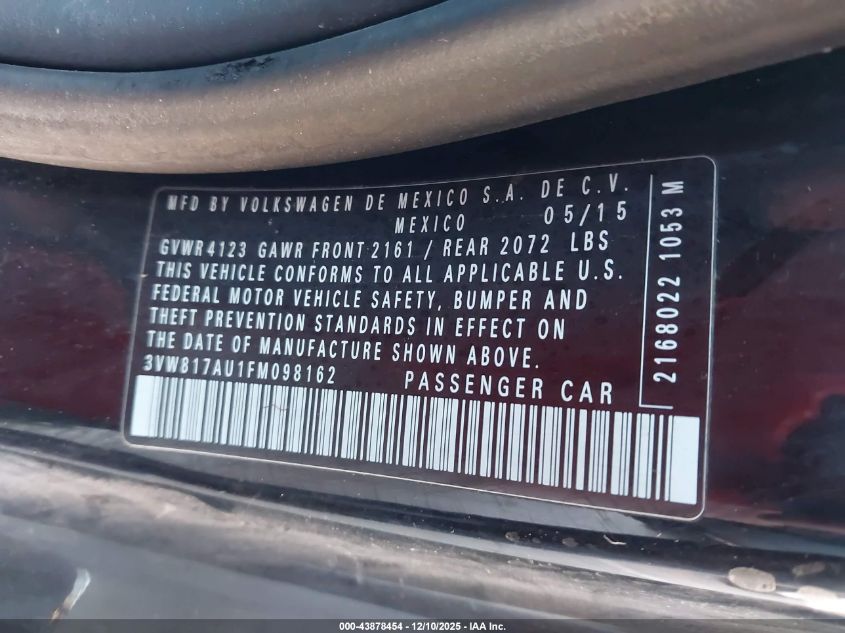 MFD BY VOLKSWAGEN DE MEXICO S.A. DE C.V.
MEXICO 05/15
GVWR 4123 GAWR FRONT 2161 / REAR 2072 LBS
THIS VEHICLE CONFORMS TO ALL APPLICABLE U.S.
FEDERAL MOTOR VEHICLE SAFETY, BUMPER AND
THEFT PREVENTION STANDARDS IN EFFECT ON
THE DATE OF MANUFACTURE SHOWN ABOVE.
3VW817AU1FM098162 PASSENGER CAR
2168022 1053 M
000-43878454 - 12/10/2025 - IAA Inc.